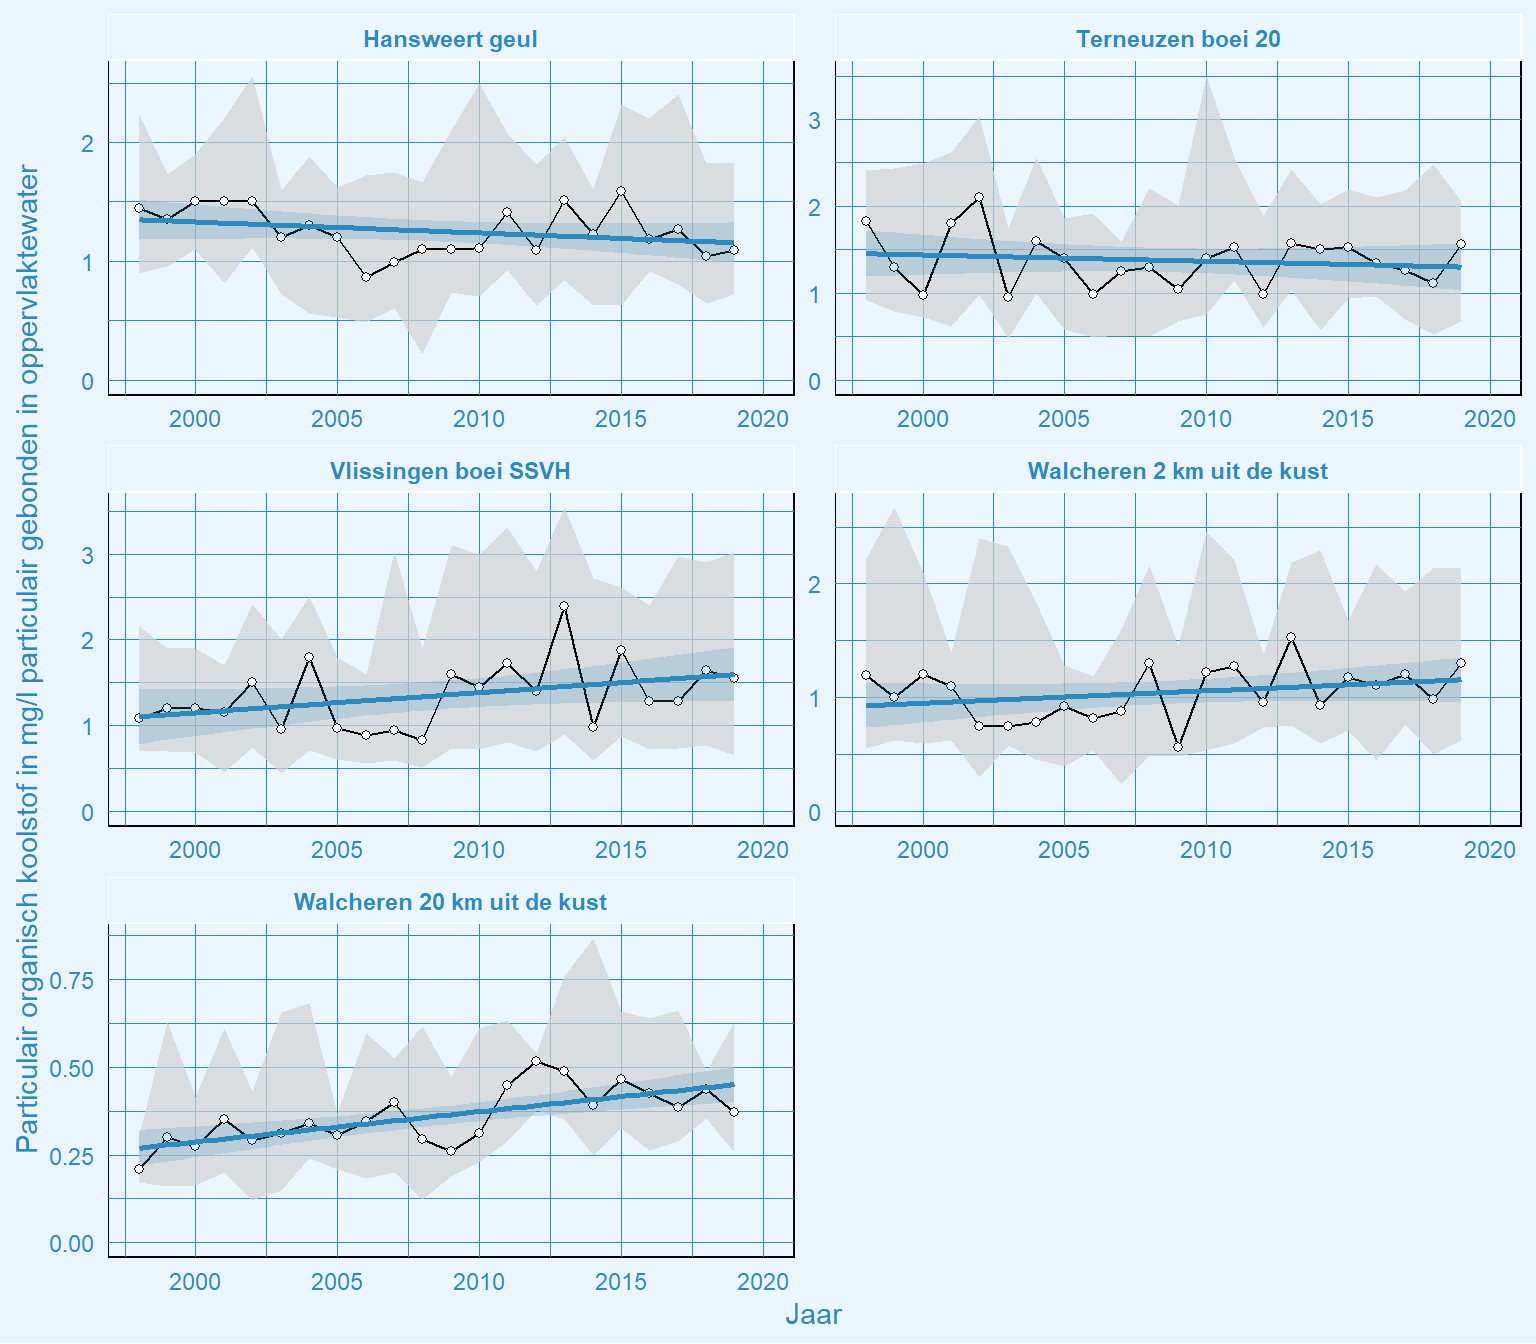 Particulair organisch koolstof in mg/l particulair gebonden in oppervlaktewater
Hansweert geul
2
1
0
2000 2005 2010 2015 2020
Terneuzen boei 20
3
2
1
0
2000 2005 2010 2015 2020
Vlissingen boei SSVH
3
2
1
0
2000 2005 2010 2015 2020
Walcheren 2 km uit de kust
2
1
0
2000 2005 2010 2015 2020
Walcheren 20 km uit de kust
0.75
0.50
0.25
0.00
2000 2005 2010 2015 2020
Jaar